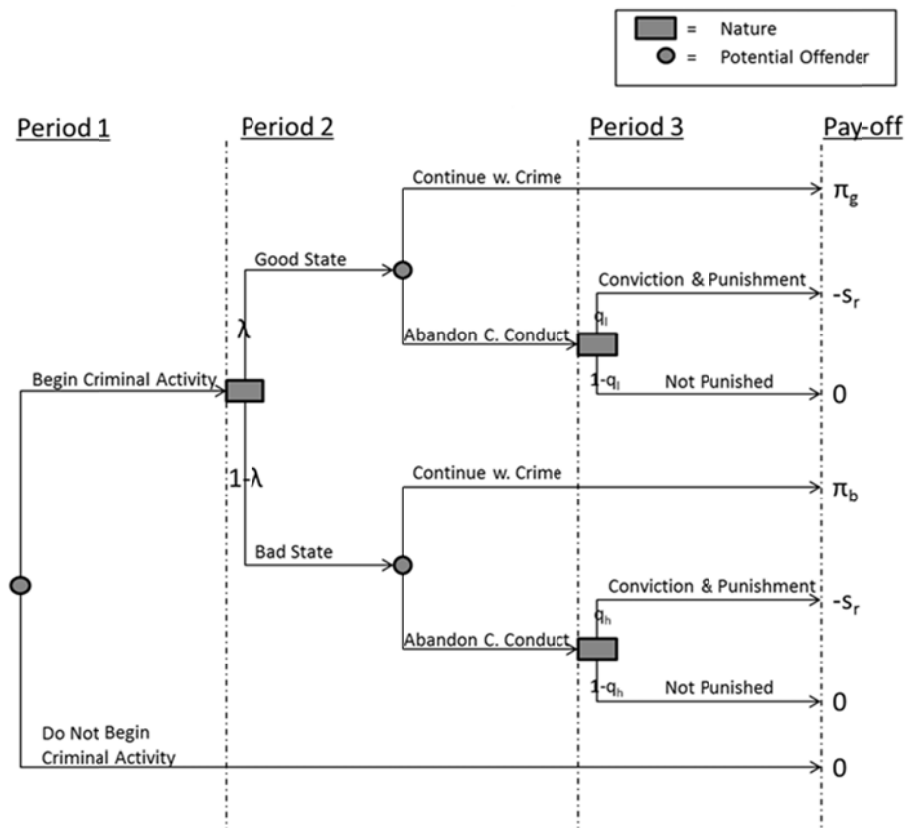 = Nature
= Potential Offender
Period 1 Period 2 Period 3 Pay-off
Continue w. Crime
π_g
Good State
Conviction & Punishment
-s_r
q_l
λ
Abandon C. Conduct
1-q_l
Not Punished
0
Begin Criminal Activity
1-λ
Continue w. Crime
π_b
Bad State
Conviction & Punishment
-s_r
q_h
Abandon C. Conduct
1-q_h
Not Punished
0
Do Not Begin
Criminal Activity
0